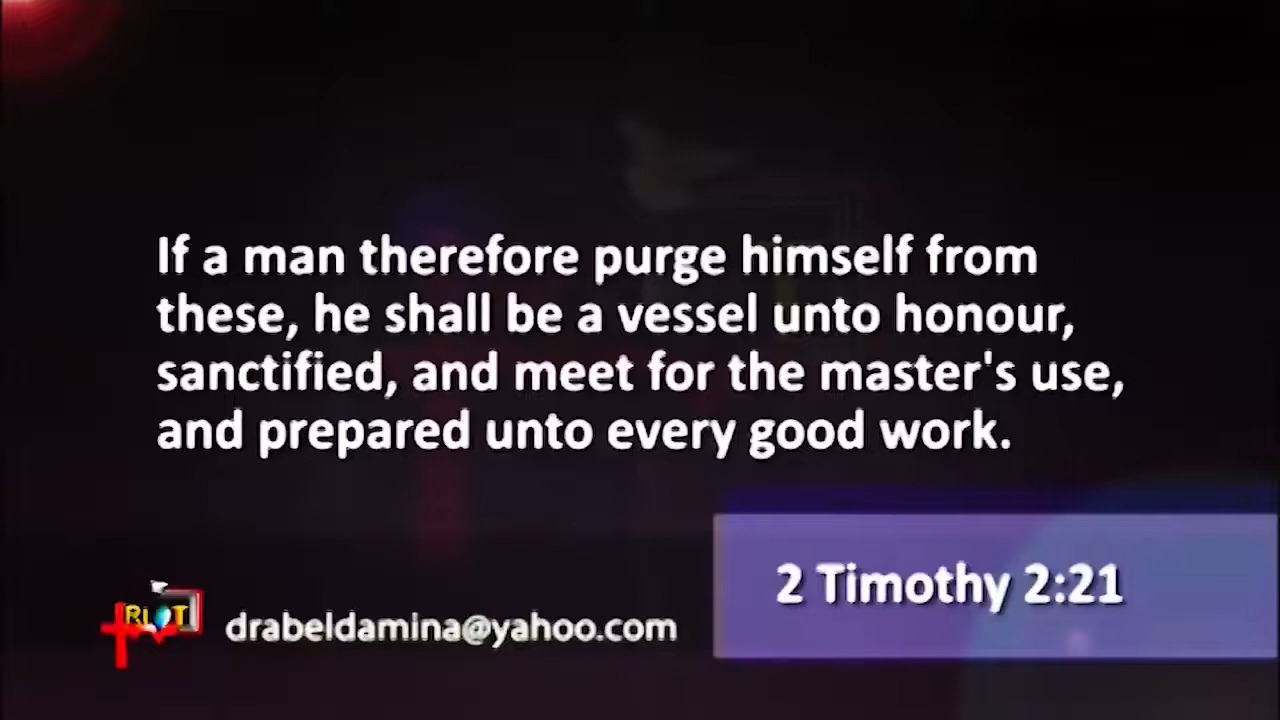 If a man therefore purge himself from
these, he shall be a vessel unto honour,
sanctified, and meet for the master's use,
and prepared unto every good work.
2 Timothy 2:21
RLOT
drabeldamina@yahoo.com